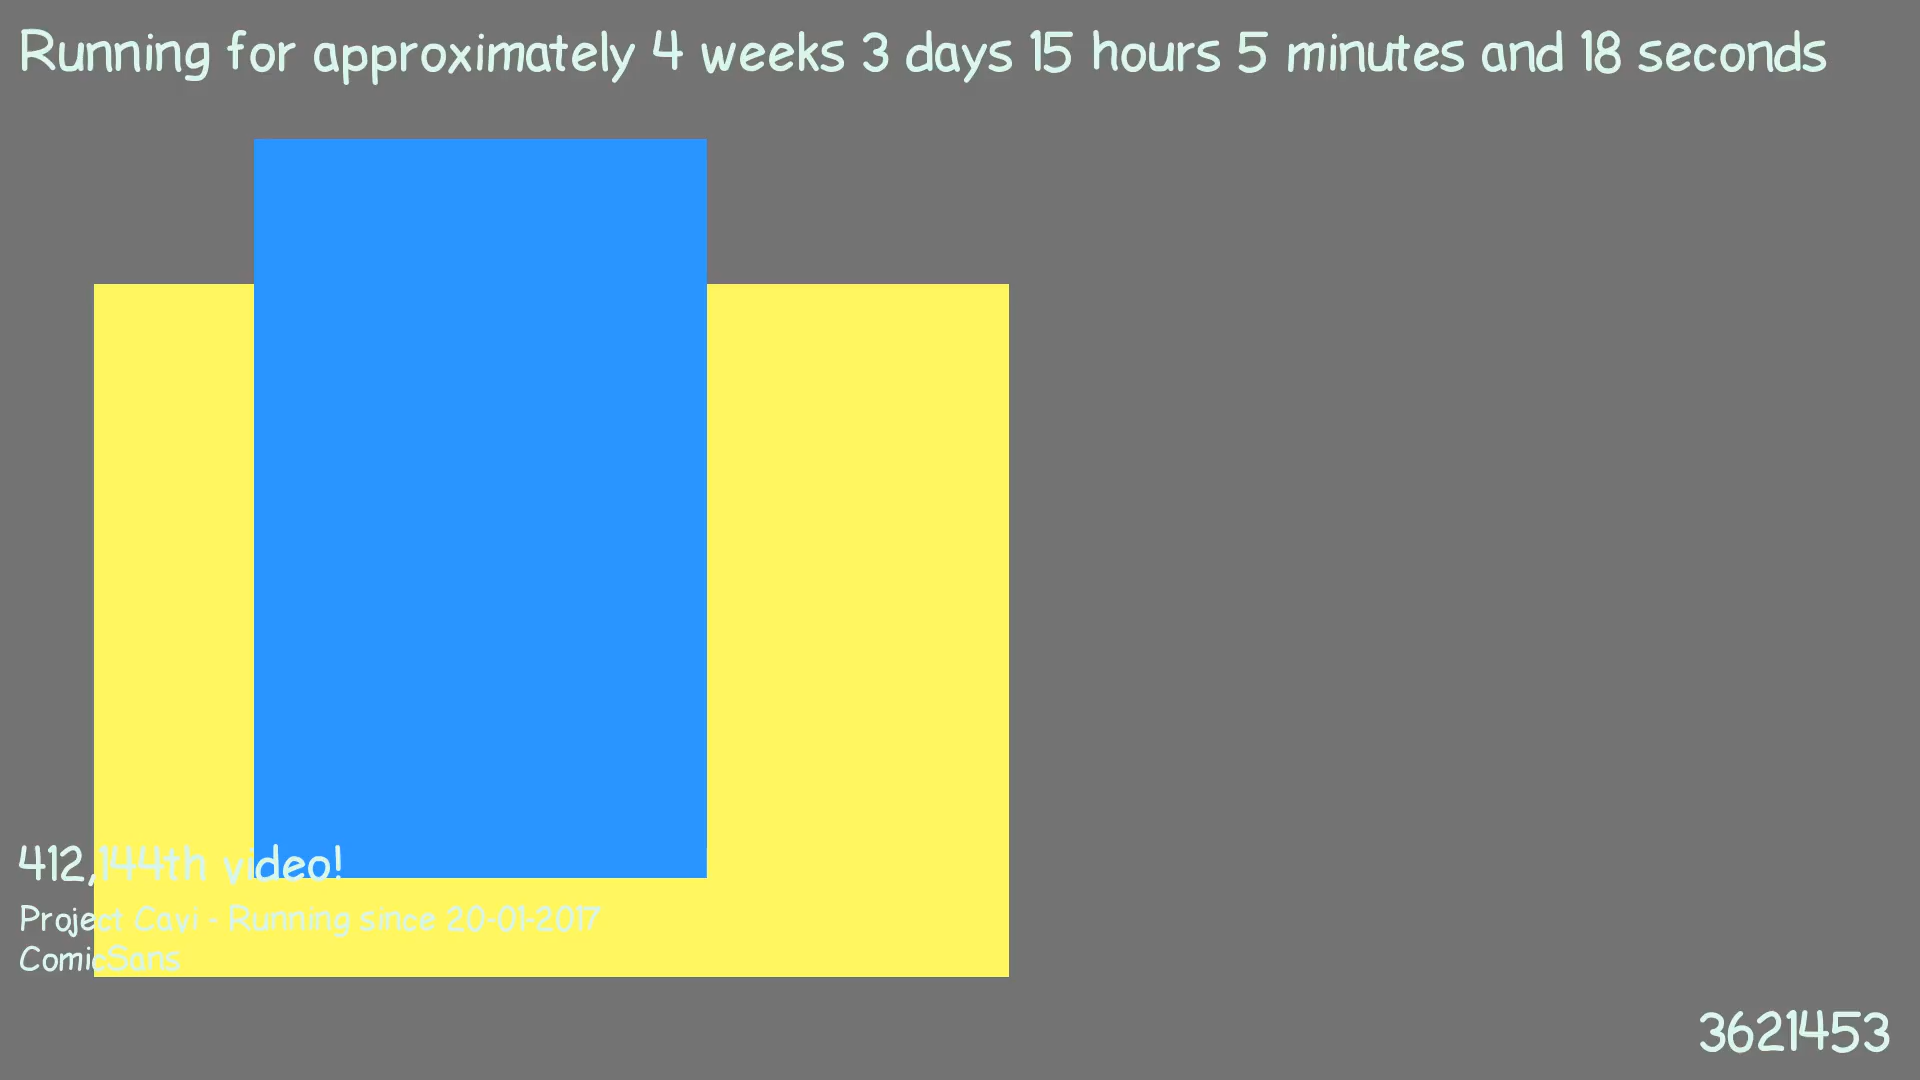 Running for approximately 4 weeks 3 days 15 hours 5 minutes and 18 seconds
412,144th video!
Project Cavi - Running since 20-01-2017
ComicSans
3621453